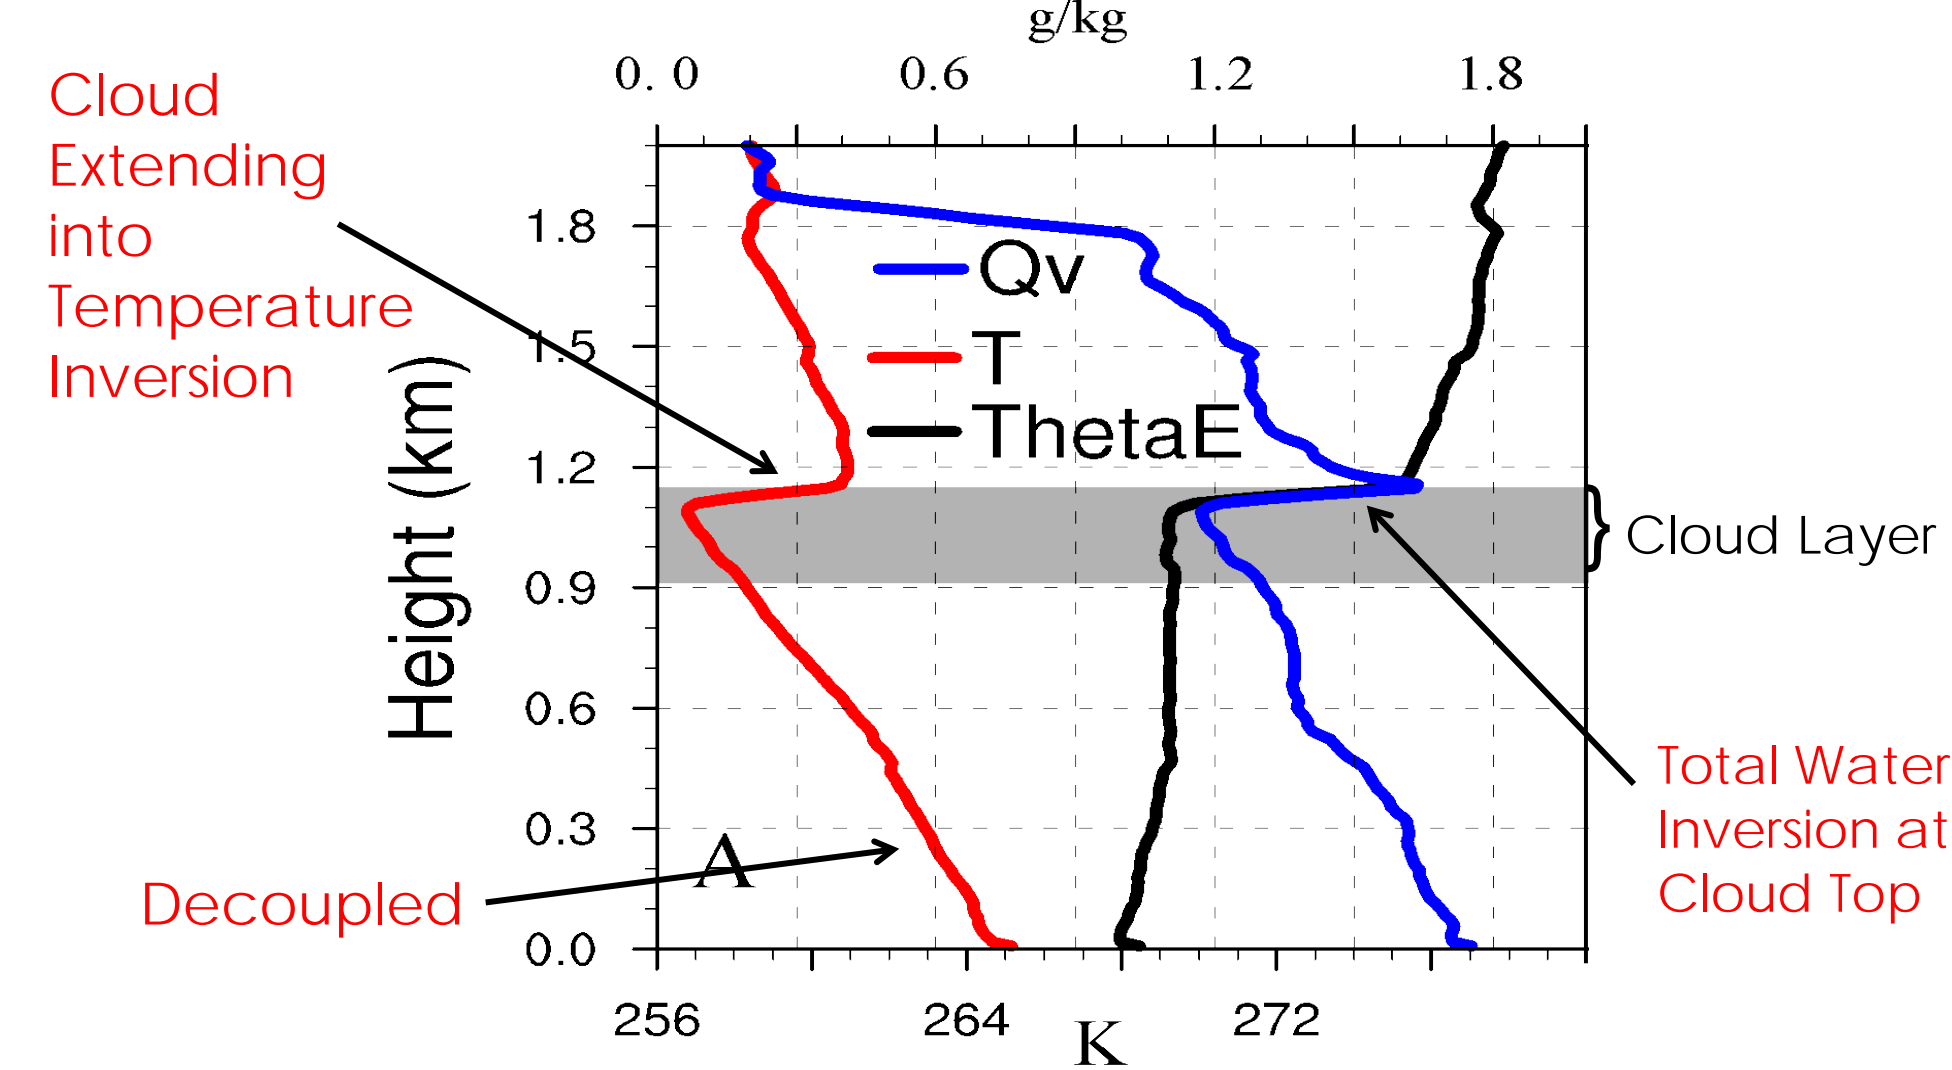 g/kg
0.0 0.6 1.2 1.8
Cloud
Extending
into
Temperature
Inversion
1.8
1.5
1.2
0.9
0.6
0.3
0.0
Height (km)
Qv
T
ThetaE
Cloud Layer
Total Water
Inversion at
Cloud Top
A
Decoupled
256 264 272
K